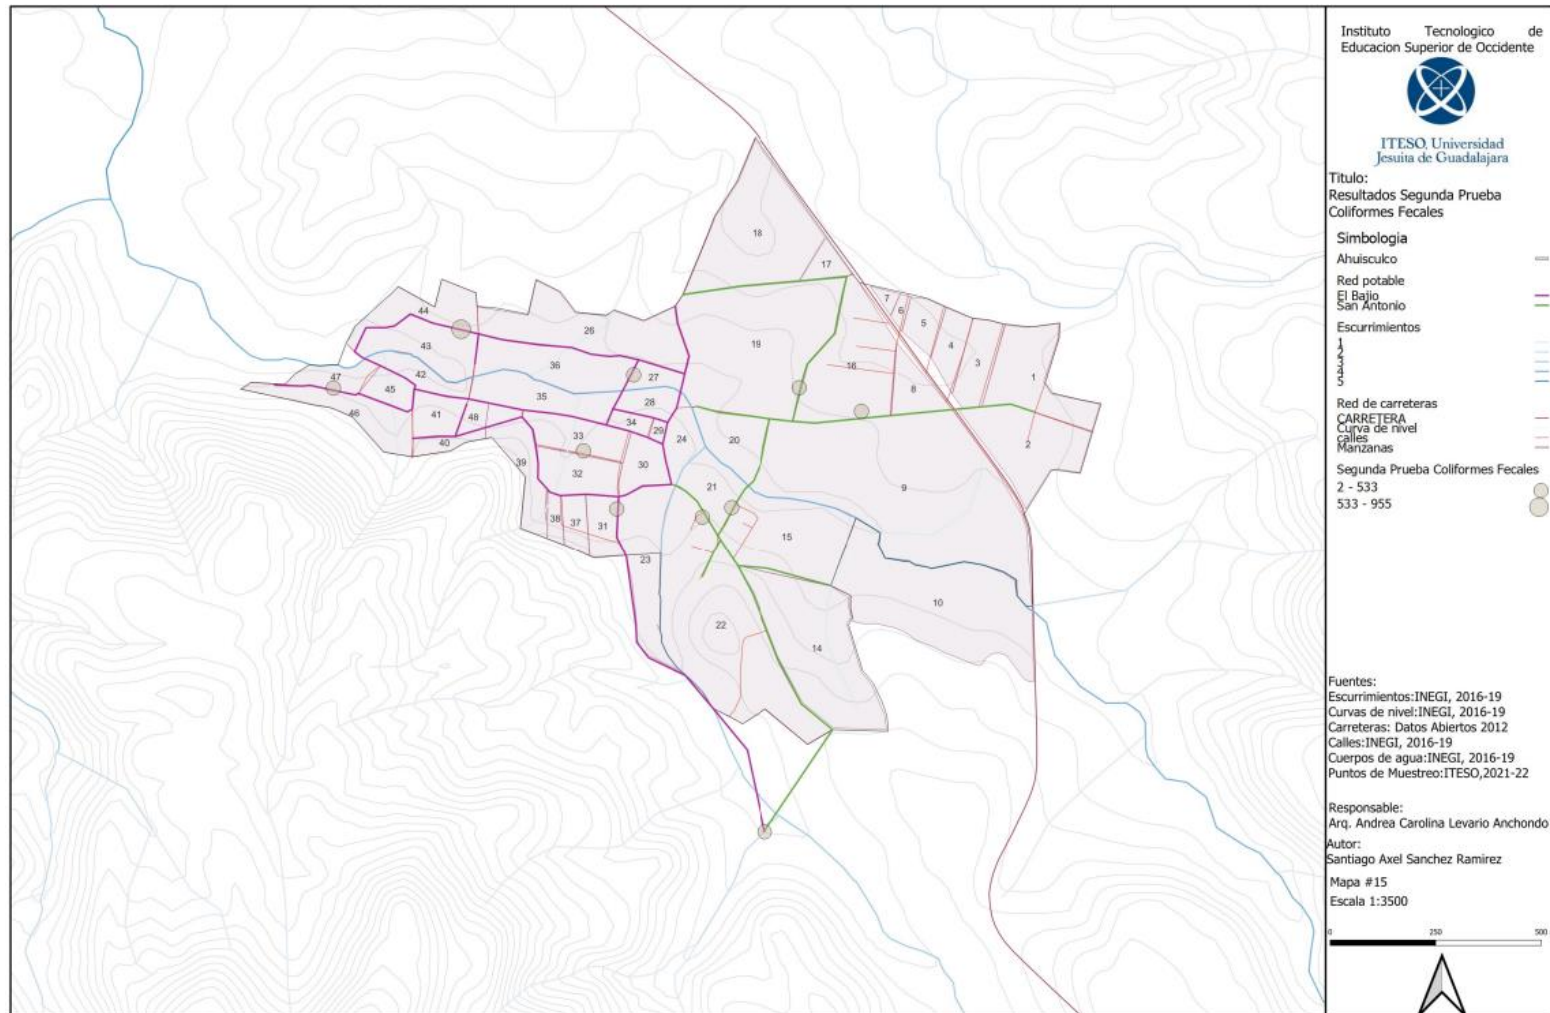 Instituto Tecnologico de
Educacion Superior de Occidente
ITESO, Universidad
Jesuita de Guadalajara
Titulo:
Resultados Segunda Prueba
Coliformes Fecales
Simbologia
Ahuisculco
Red potable
El Bajio
San Antonio
Escurrimientos
1
2
3
4
5
Red de carreteras
CARRETERA
Curva de nivel
calles
Manzanas
Segunda Prueba Coliformes Fecales
2 - 533
533 - 955
Fuentes:
Escurrimientos:INEGI, 2016-19
Curvas de nivel:INEGI, 2016-19
Carreteras: Datos Abiertos 2012
Calles:INEGI, 2016-19
Cuerpos de agua:INEGI, 2016-19
Puntos de Muestreo:ITESO,2021-22
Responsable:
Arq. Andrea Carolina Levario Anchondo
Autor:
Santiago Axel Sanchez Ramirez
Mapa #15
Escala 1:3500
0 250 500
18
17
7
6
5
4
3
1
44
26
43
19
16
36
27
42
47
45
35
28
8
46
41
48
34
29
33
24
20
2
40
39
32
30
21
9
38
37
31
15
23
10
22
14